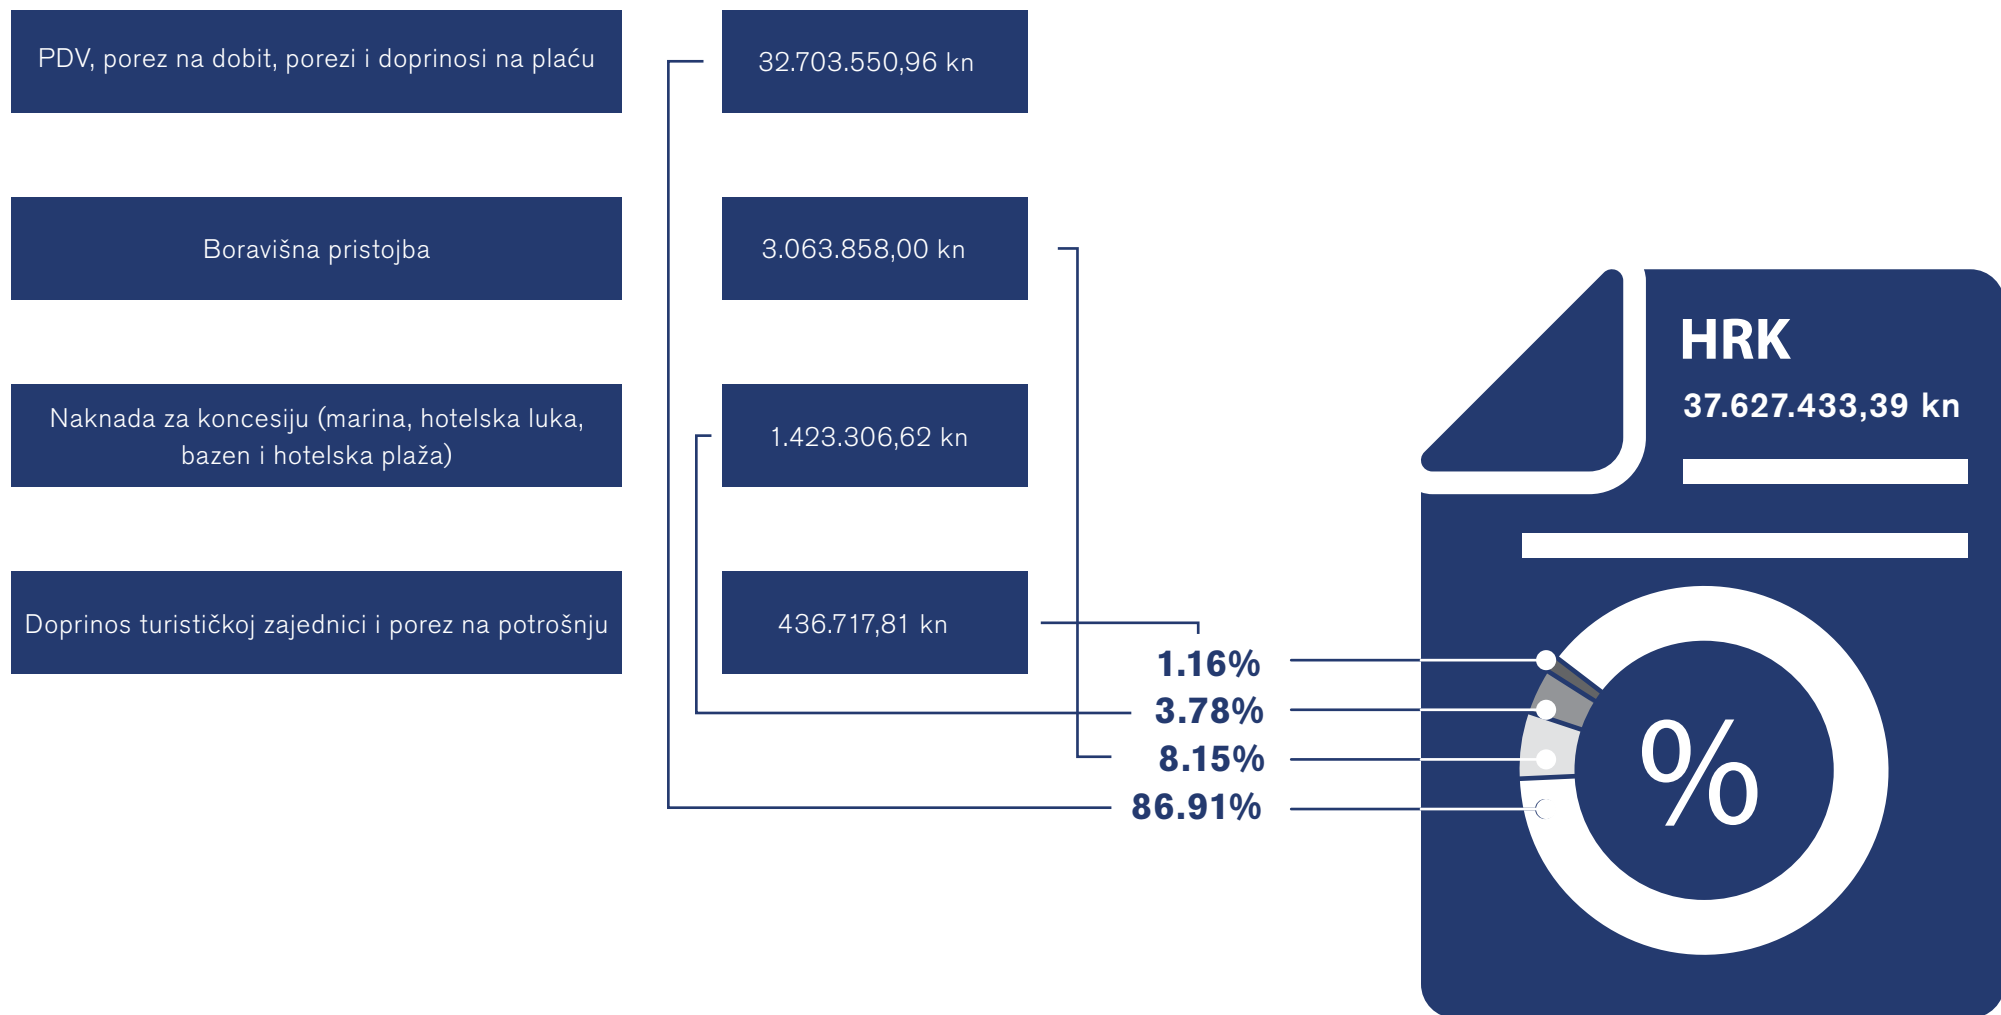 PDV, porez na dobit, porezi i doprinosi na plaću
32.703.550,96 kn
Boravišna pristojba
3.063.858,00 kn
Naknada za koncesiju (marina, hotelska luka,
bazen i hotelska plaža)
1.423.306,62 kn
Doprinos turističkoj zajednici i porez na potrošnju
436.717,81 kn
1.16%
3.78%
8.15%
86.91%
HRK
37.627.433,39 kn
%